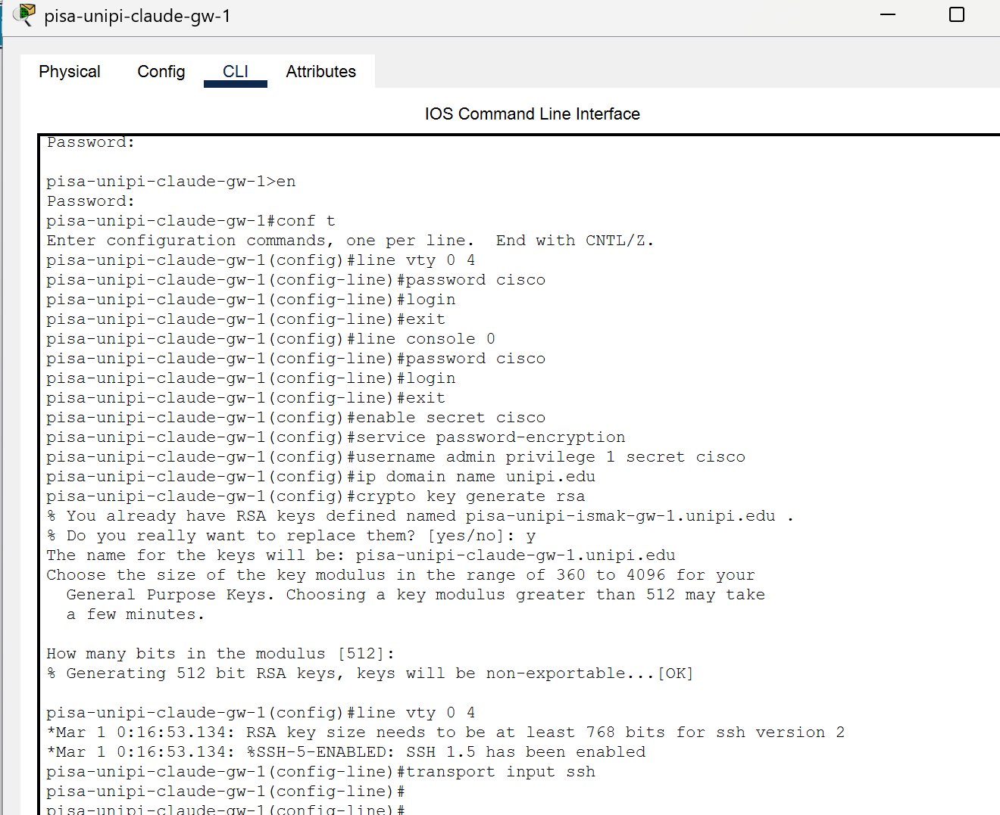 pisa-unipi-claude-gw-1
Physical Config CLI Attributes
IOS Command Line Interface
Password:
pisa-unipi-claude-gw-1>en
Password:
pisa-unipi-claude-gw-1#conf t
Enter configuration commands, one per line.  End with CNTL/Z.
pisa-unipi-claude-gw-1(config)#line vty 0 4
pisa-unipi-claude-gw-1(config-line)#password cisco
pisa-unipi-claude-gw-1(config-line)#login
pisa-unipi-claude-gw-1(config-line)#exit
pisa-unipi-claude-gw-1(config)#line console 0
pisa-unipi-claude-gw-1(config-line)#password cisco
pisa-unipi-claude-gw-1(config-line)#login
pisa-unipi-claude-gw-1(config-line)#exit
pisa-unipi-claude-gw-1(config)#enable secret cisco
pisa-unipi-claude-gw-1(config)#service password-encryption
pisa-unipi-claude-gw-1(config)#username admin privilege 1 secret cisco
pisa-unipi-claude-gw-1(config)#ip domain name unipi.edu
pisa-unipi-claude-gw-1(config)#crypto key generate rsa
% You already have RSA keys defined named pisa-unipi-ismak-gw-1.unipi.edu .
% Do you really want to replace them? [yes/no]: y
The name for the keys will be: pisa-unipi-claude-gw-1.unipi.edu
Choose the size of the key modulus in the range of 360 to 4096 for your
  General Purpose Keys. Choosing a key modulus greater than 512 may take
  a few minutes.
How many bits in the modulus [512]:
% Generating 512 bit RSA keys, keys will be non-exportable...[OK]
pisa-unipi-claude-gw-1(config)#line vty 0 4
*Mar 1 0:16:53.134: RSA key size needs to be at least 768 bits for ssh version 2
*Mar 1 0:16:53.134: %SSH-5-ENABLED: SSH 1.5 has been enabled
pisa-unipi-claude-gw-1(config-line)#transport input ssh
pisa-unipi-claude-gw-1(config-line)#
pisa-unipi-claude-gw-1(config-line)#